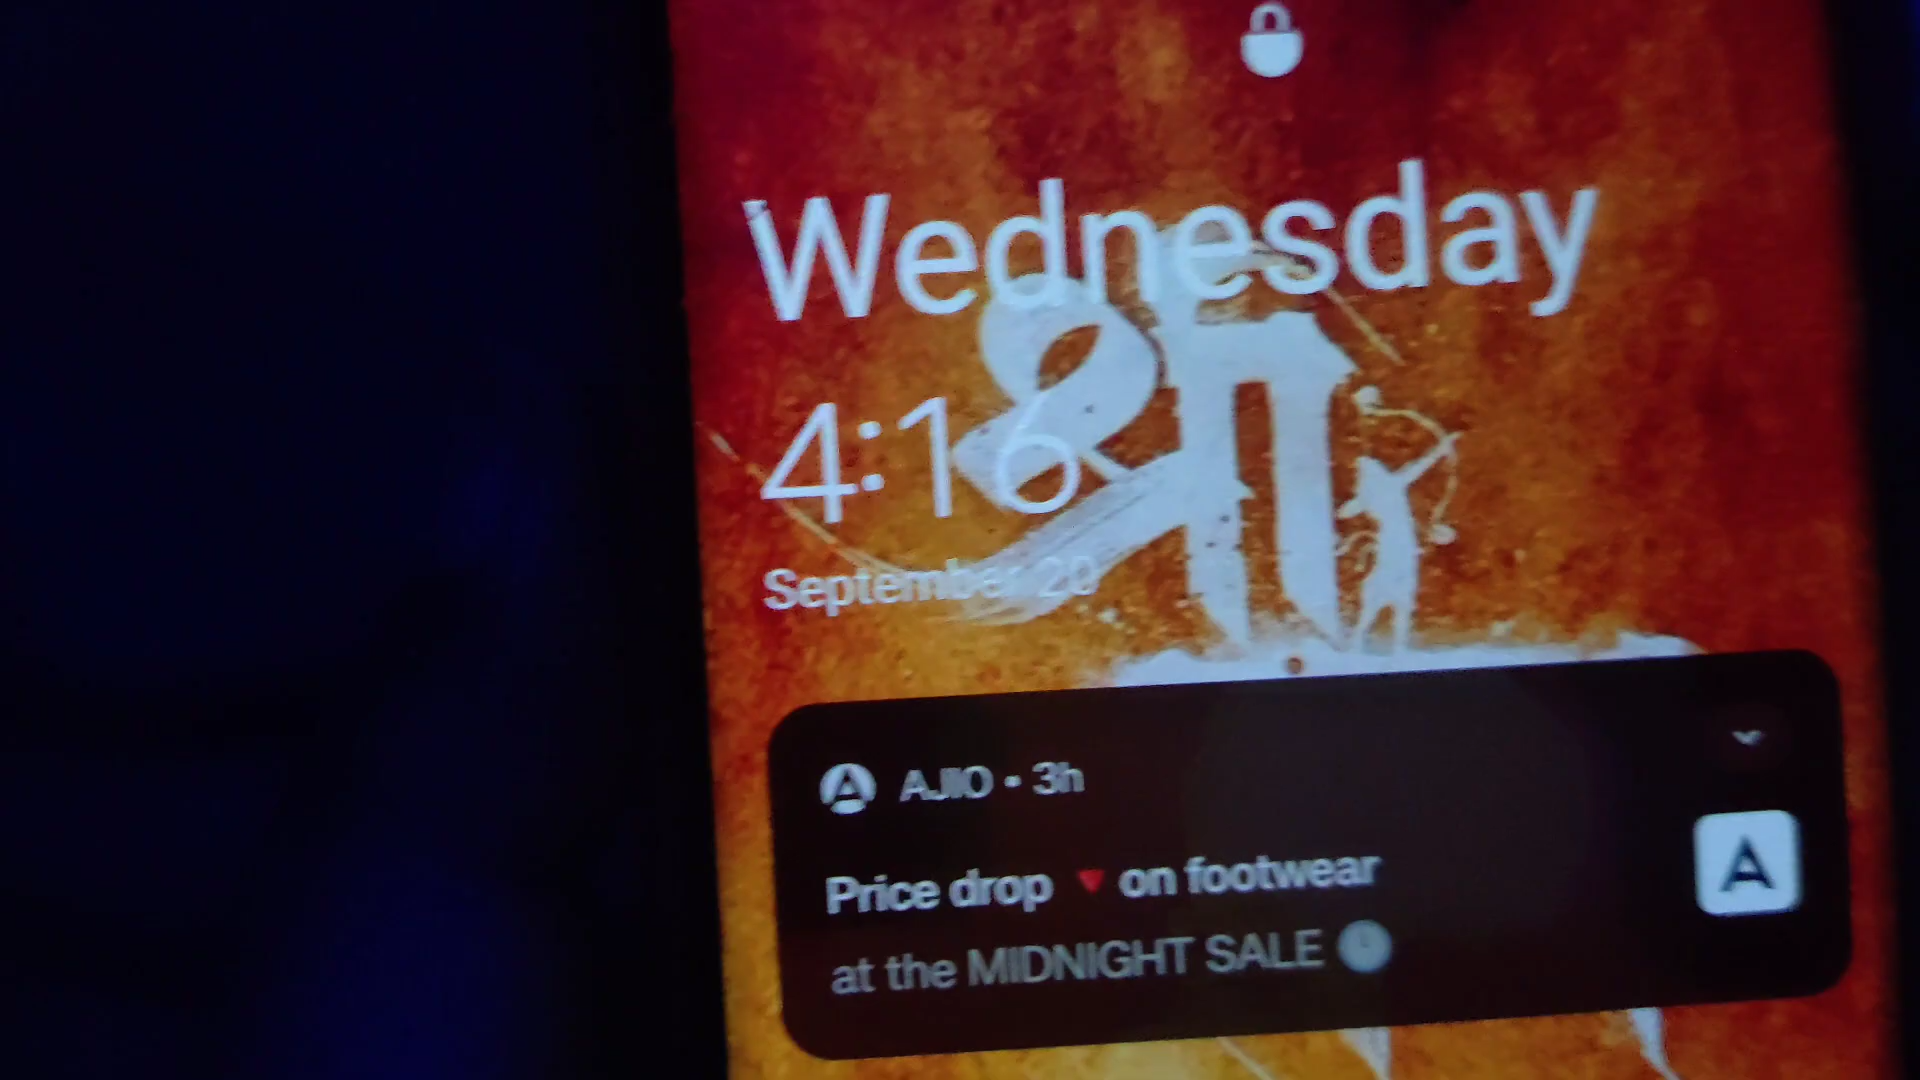 Wednesday
श्री
4:16
September 20
AJIO • 3h
Price drop 🔻 on footwear
at the MIDNIGHT SALE 🕛
A